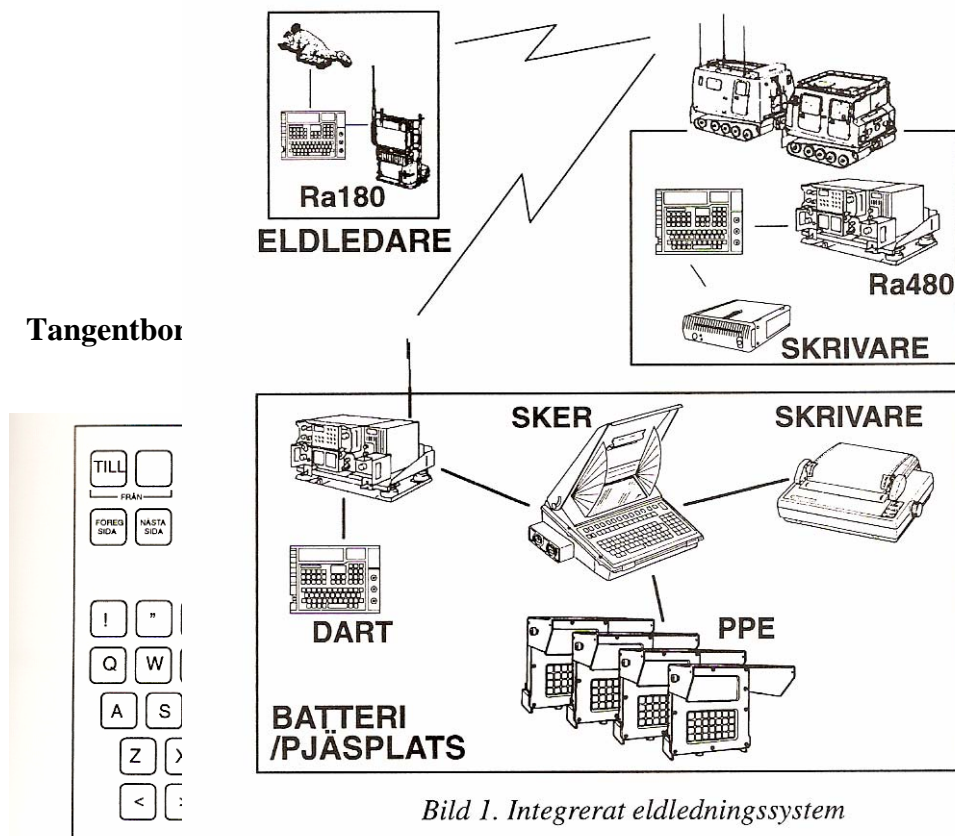 Ra180
ELDLEDARE
Ra480
SKRIVARE
Tangentbor
SKER
SKRIVARE
DART
PPE
BATTERI
/PJÄSPLATS
Bild 1. Integrerat eldledningssystem
TILL
FRÅN
FÖREG
SIDA
NÄSTA
SIDA
! "
Q W
A S
Z
<